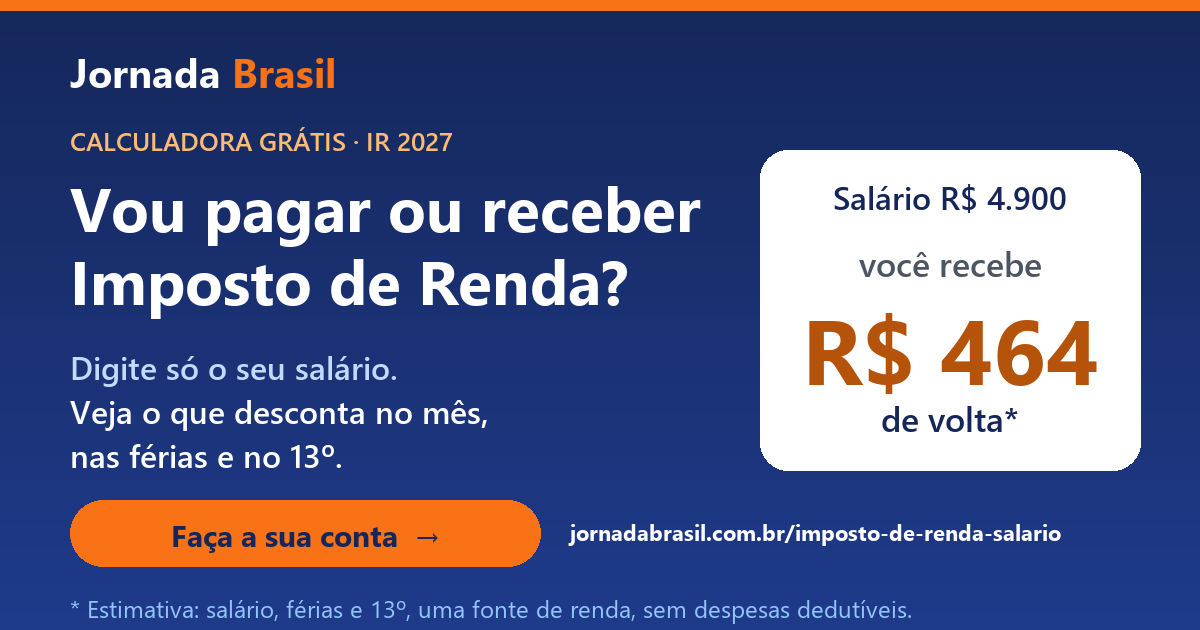 Jornada Brasil
CALCULADORA GRÁTIS · IR 2027
Vou pagar ou receber
Imposto de Renda?
Digite só o seu salário.
Veja o que desconta no mês,
nas férias e no 13º.
Faça a sua conta →
jornadabrasil.com.br/imposto-de-renda-salario
Salário R$ 4.900
você recebe
R$ 464
de volta*
* Estimativa: salário, férias e 13º, uma fonte de renda, sem despesas dedutíveis.